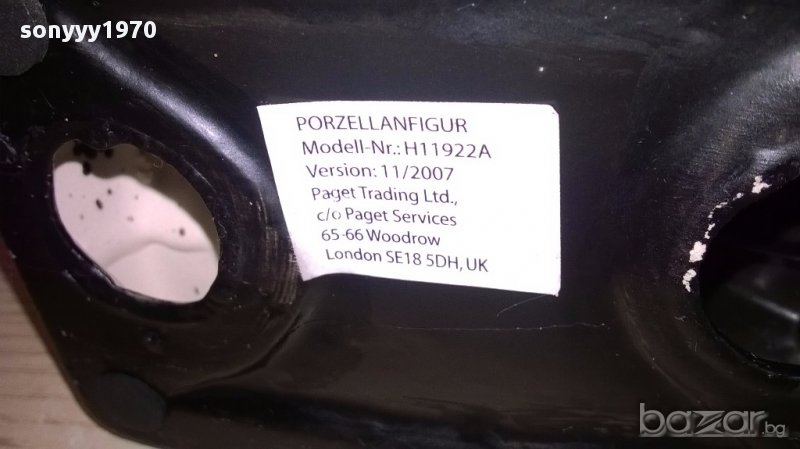 sonyyy1970
PORZELLANFIGUR
Modell-Nr.: H11922A
Version: 11/2007
Paget Trading Ltd.,
c/o Paget Services
65-66 Woodrow
London SE18 5DH, UK
bazar.bg